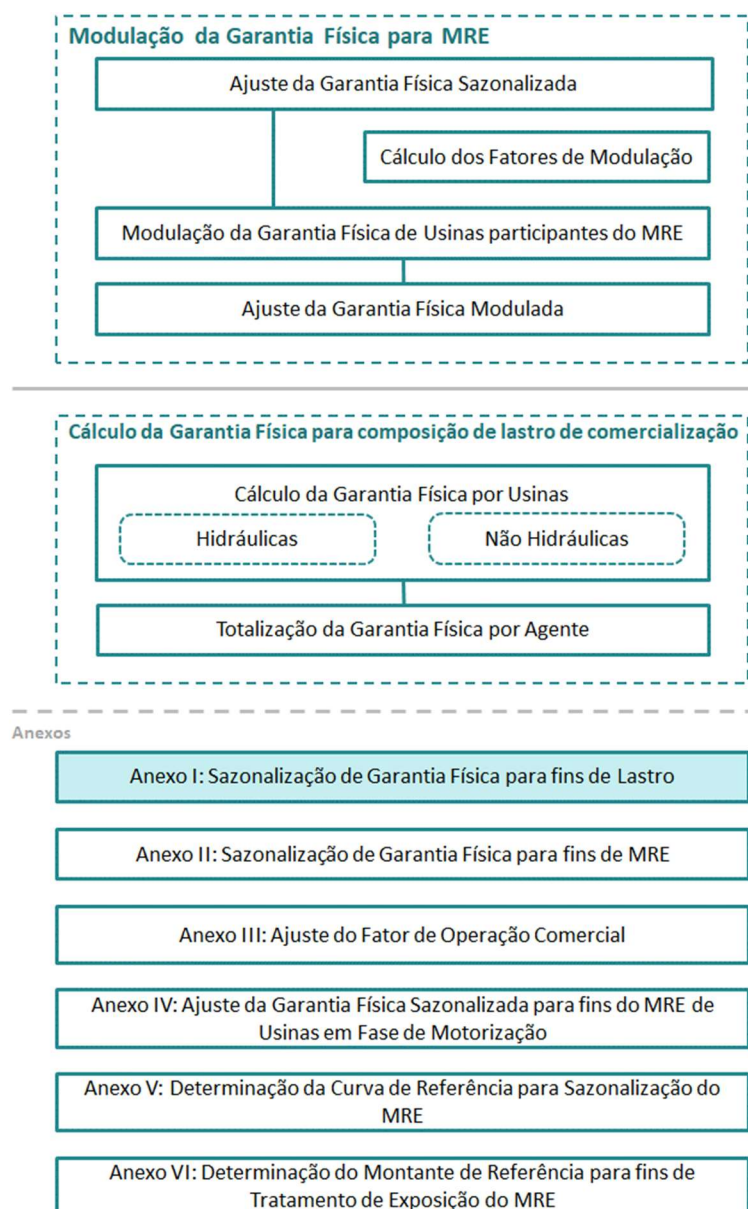 Modulação da Garantia Física para MRE
Ajuste da Garantia Física Sazonalizada
Cálculo dos Fatores de Modulação
Modulação da Garantia Física de Usinas participantes do MRE
Ajuste da Garantia Física Modulada
Cálculo da Garantia Física para composição de lastro de comercialização
Cálculo da Garantia Física por Usinas
Hidráulicas
Não Hidráulicas
Totalização da Garantia Física por Agente
Anexos
Anexo I: Sazonalização de Garantia Física para fins de Lastro
Anexo II: Sazonalização de Garantia Física para fins de MRE
Anexo III: Ajuste do Fator de Operação Comercial
Anexo IV: Ajuste da Garantia Física Sazonalizada para fins do MRE de
Usinas em Fase de Motorização
Anexo V: Determinação da Curva de Referência para Sazonalização do
MRE
Anexo VI: Determinação do Montante de Referência para fins de
Tratamento de Exposição do MRE